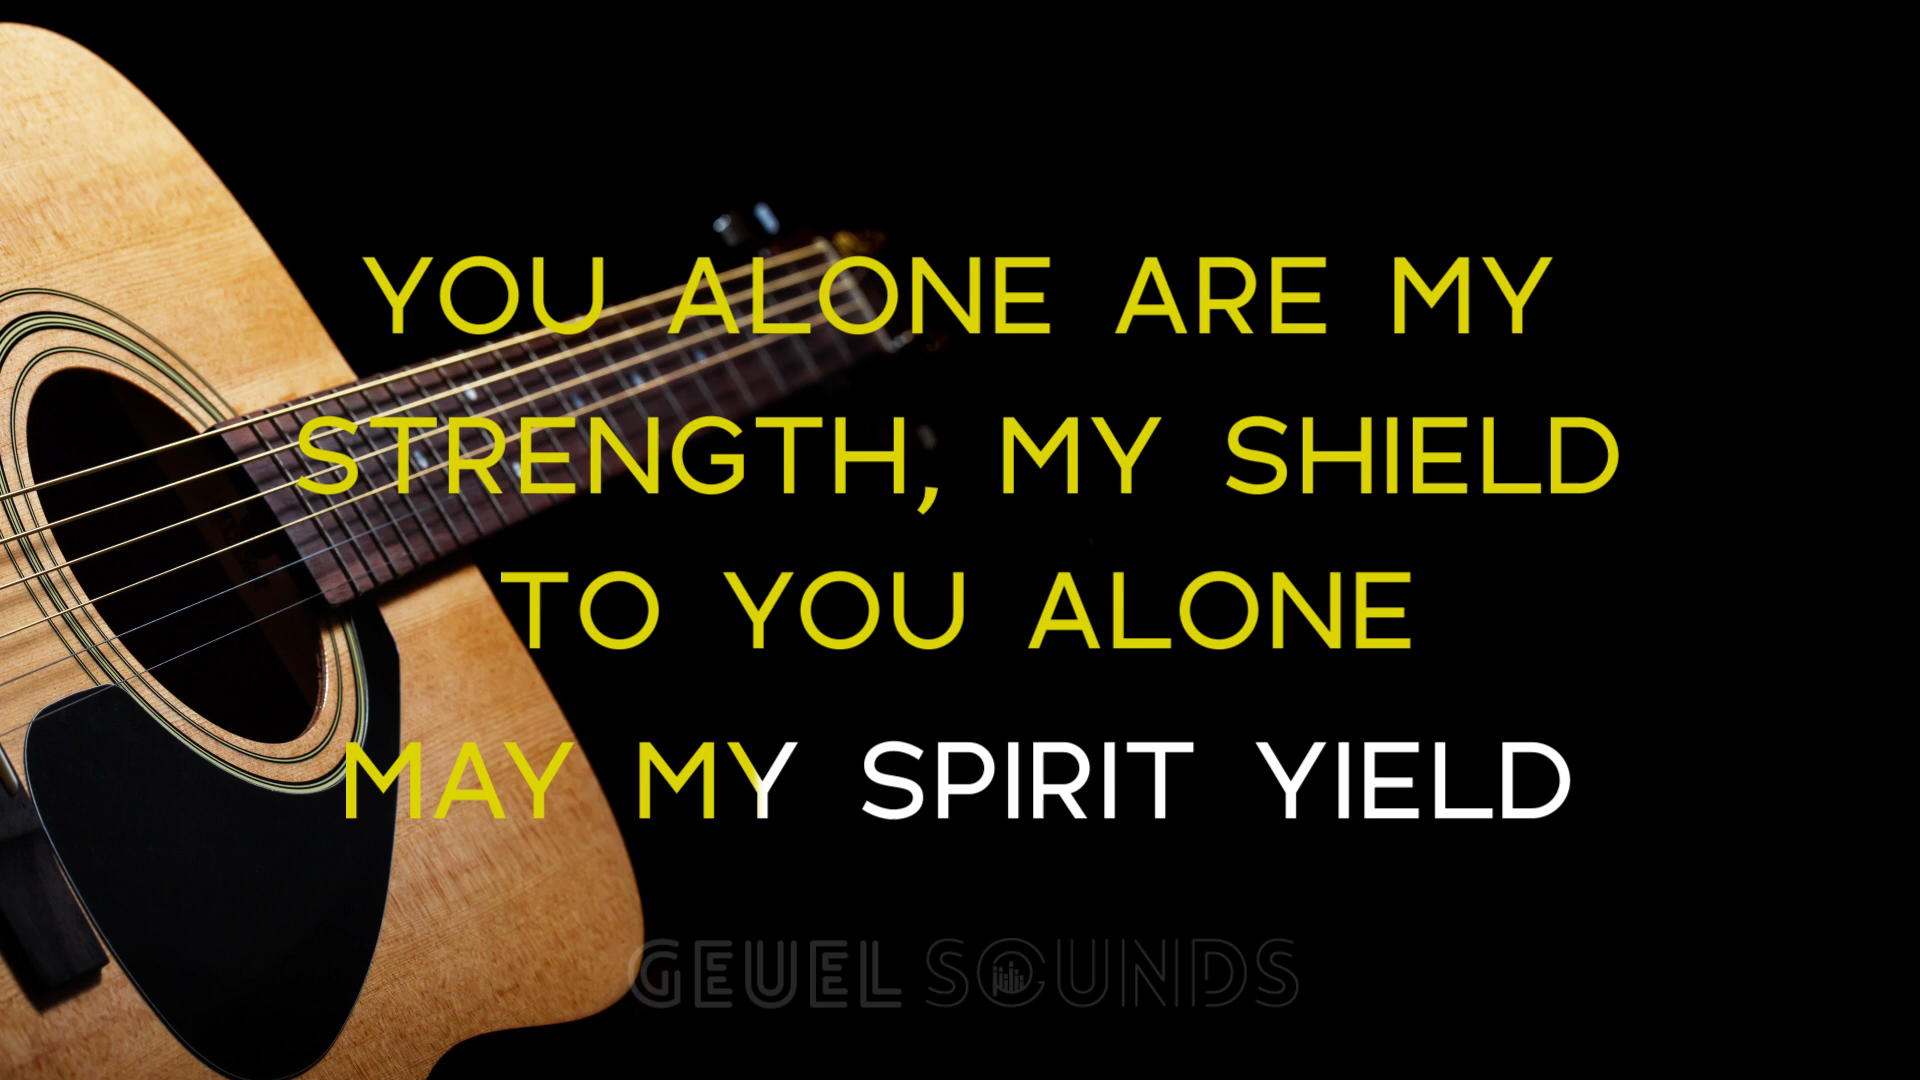 YOU ALONE ARE MY
STRENGTH, MY SHIELD
TO YOU ALONE
MAY MY SPIRIT YIELD
GEUEL SOUNDS